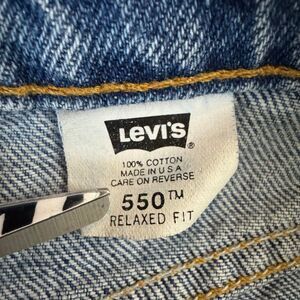 LEVI'S ®
100% COTTON
MADE IN U S A
CARE ON REVERSE
550™
RELAXED FIT